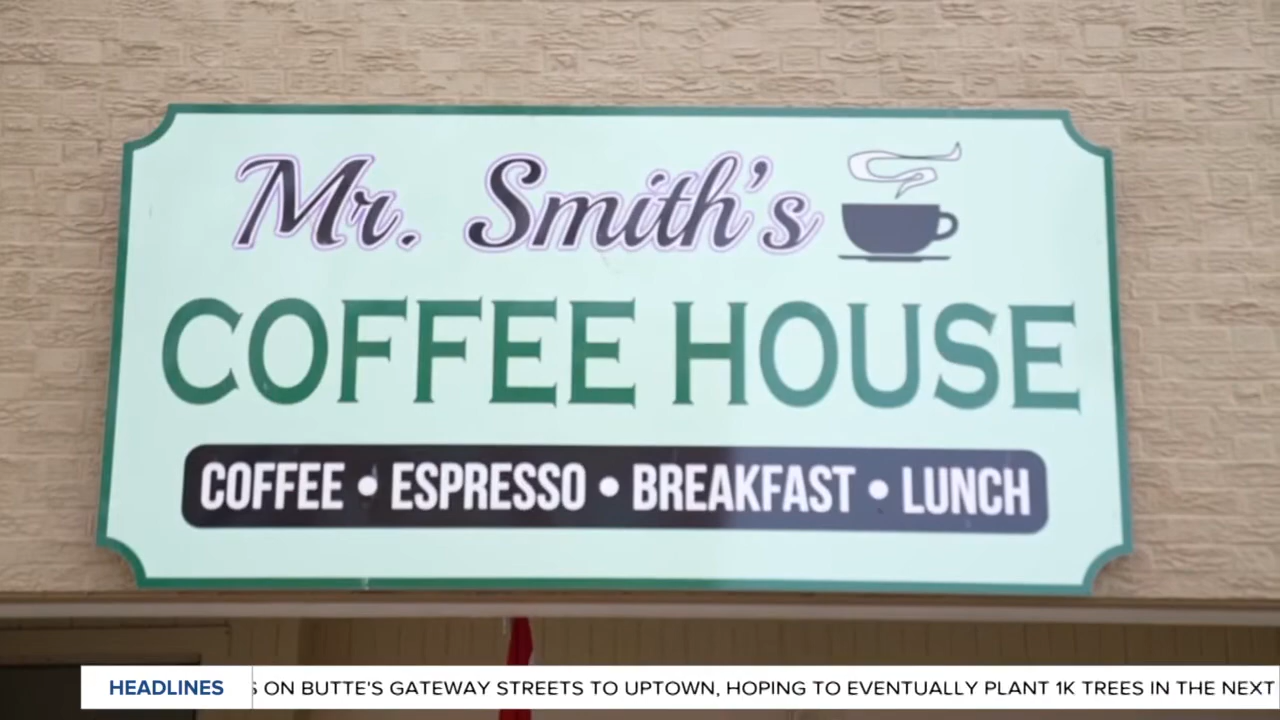 Mr. Smith's
COFFEE HOUSE
COFFEE • ESPRESSO • BREAKFAST • LUNCH
HEADLINES ON BUTTE'S GATEWAY STREETS TO UPTOWN, HOPING TO EVENTUALLY PLANT 1K TREES IN THE NEXT